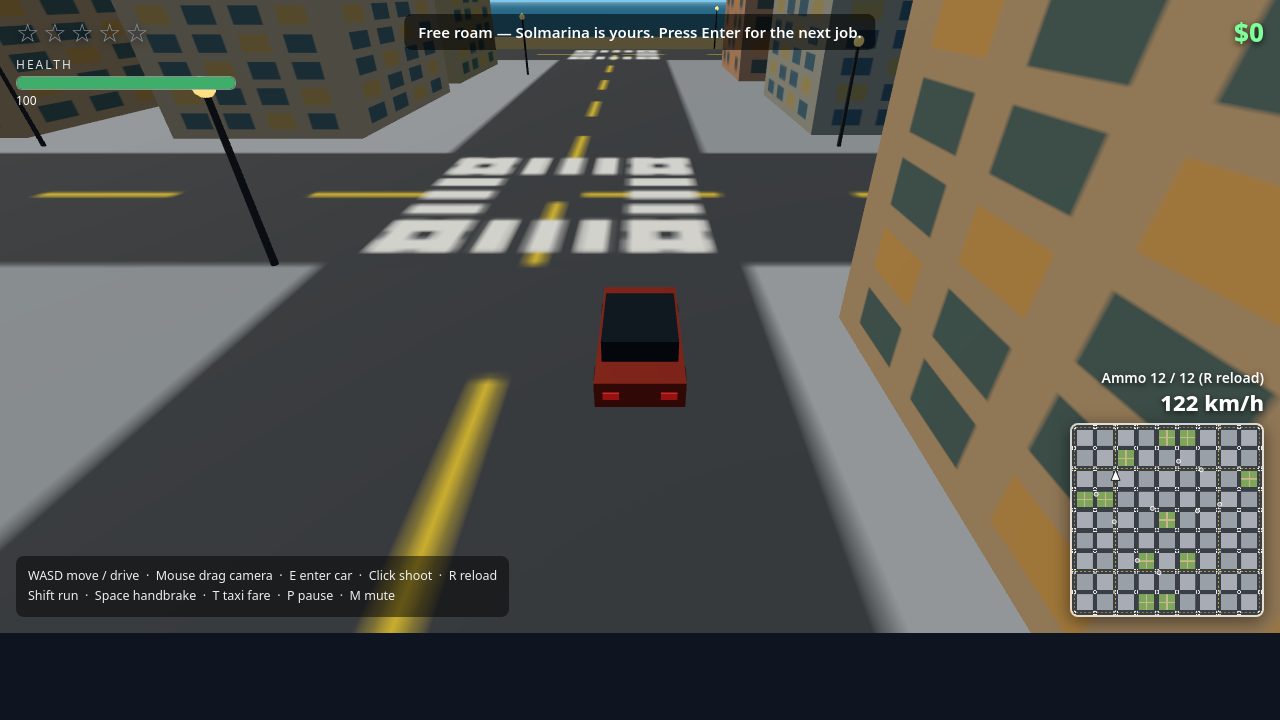 ☆☆☆☆☆
Free roam — Solmarina is yours. Press Enter for the next job.
$0
HEALTH
100
Ammo 12 / 12 (R reload)
122 km/h
WASD move / drive · Mouse drag camera · E enter car · Click shoot · R reload
Shift run · Space handbrake · T taxi fare · P pause · M mute